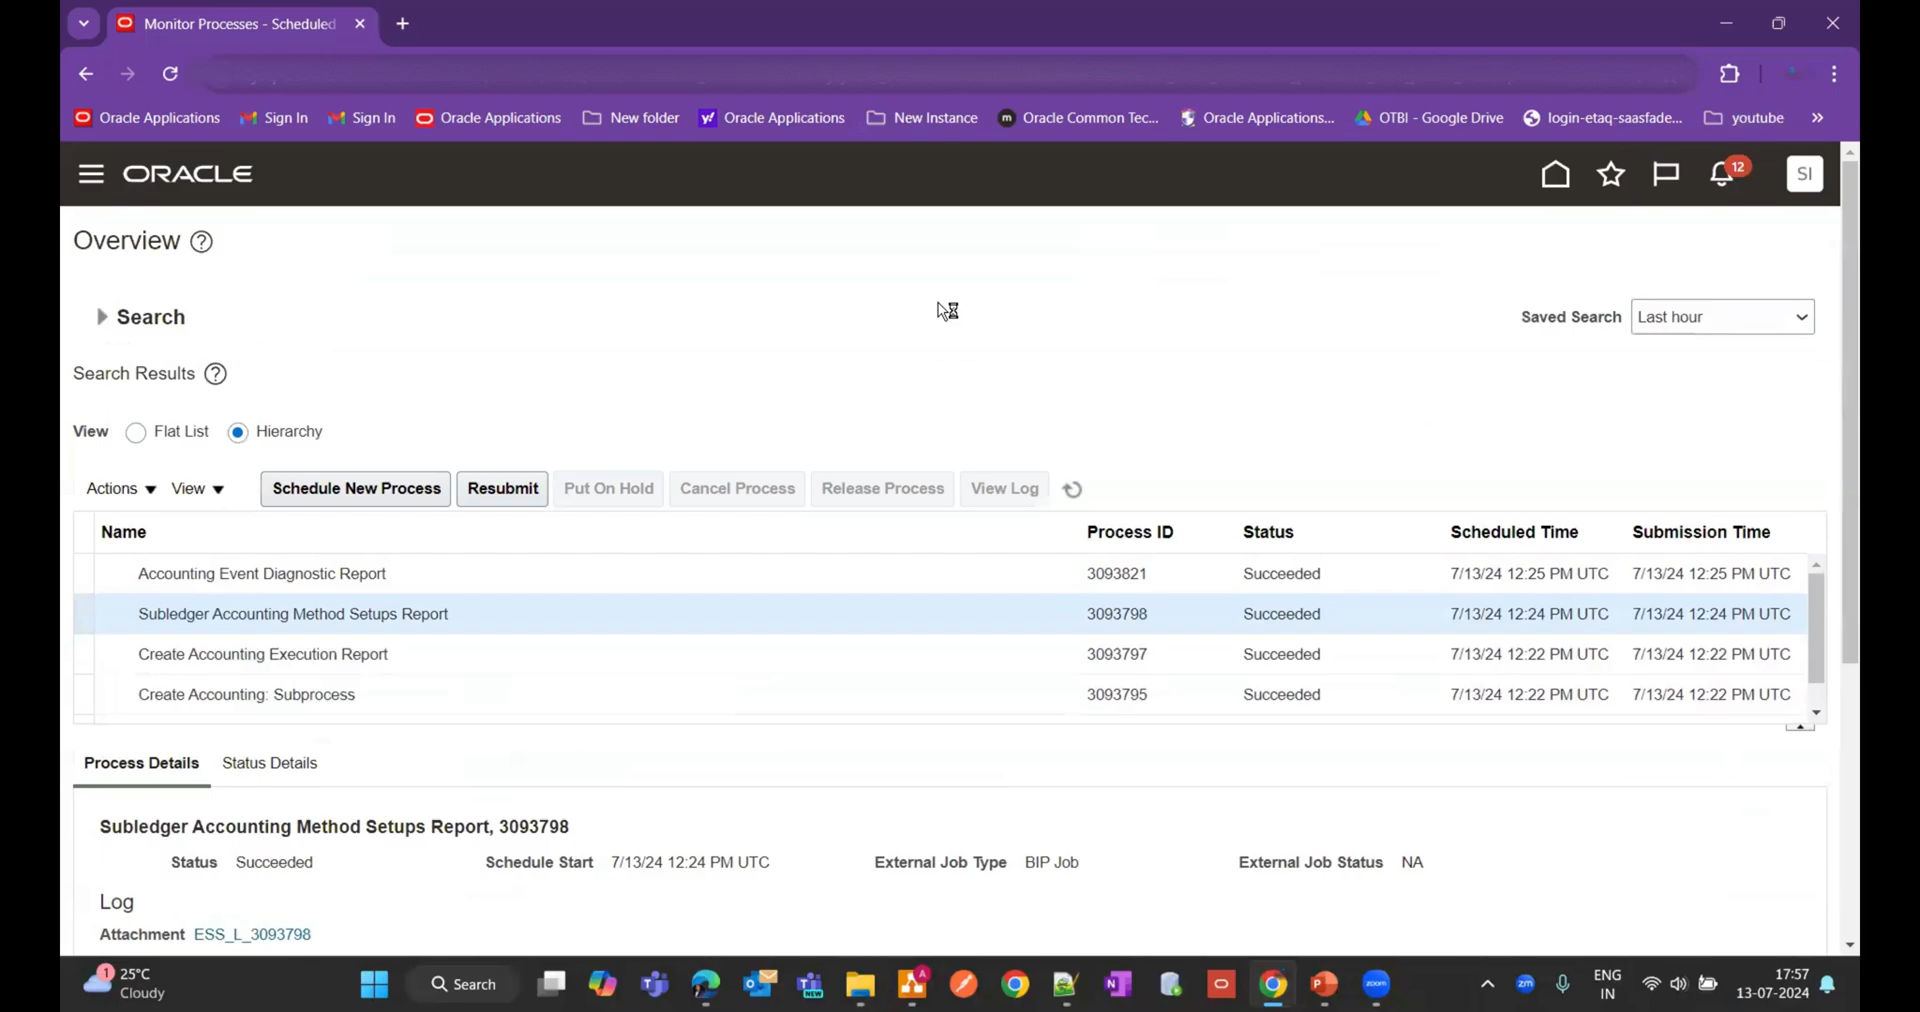 Monitor Processes - Scheduled
Oracle Applications
Sign In
Sign In
Oracle Applications
New folder
Oracle Applications
New Instance
Oracle Common Tec...
Oracle Applications...
OTBI - Google Drive
login-etaq-saasfade...
youtube
»
ORACLE
12
SI
Overview ?
Search
Saved Search Last hour
Search Results ?
View Flat List Hierarchy
Actions View Schedule New Process Resubmit Put On Hold Cancel Process Release Process View Log
Name Process ID Status Scheduled Time Submission Time
Accounting Event Diagnostic Report 3093821 Succeeded 7/13/24 12:25 PM UTC 7/13/24 12:25 PM UTC
Subledger Accounting Method Setups Report 3093798 Succeeded 7/13/24 12:24 PM UTC 7/13/24 12:24 PM UTC
Create Accounting Execution Report 3093797 Succeeded 7/13/24 12:22 PM UTC 7/13/24 12:22 PM UTC
Create Accounting: Subprocess 3093795 Succeeded 7/13/24 12:22 PM UTC 7/13/24 12:22 PM UTC
Process Details Status Details
Subledger Accounting Method Setups Report, 3093798
Status Succeeded Schedule Start 7/13/24 12:24 PM UTC External Job Type BIP Job External Job Status NA
Log
Attachment ESS_L_3093798
1
25°C
Cloudy
Search
NEW
A
zoom
zm
ENG
IN
17:57
13-07-2024